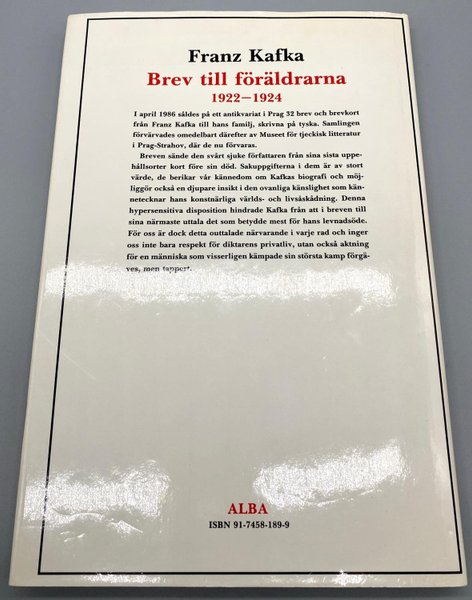 Franz Kafka
Brev till föräldrarna
1922—1924
I april 1986 såldes på ett antikvariat i Prag 32 brev och brevkort
från Franz Kafka till hans familj, skrivna på tyska. Samlingen
förvärvades omedelbart därefter av Museet för tjeckisk litteratur
i Prag-Strahov, där de nu förvaras.
Breven sände den svårt sjuke författaren från sina sista uppe-
hållsorter kort före sin död. Sakuppgifterna i dem är av stort
värde, de berikar vår kännedom om Kafkas biografi och möj-
liggör också en djupare insikt i den ovanliga känslighet som kän-
netecknar hans konstnärliga världs- och livsåskådning. Denna
hypersensitiva disposition hindrade Kafka från att i breven till
sina närmaste uttala det som betydde mest för hans levnadsöde.
För oss är dock detta outtalade närvarande i varje rad och inger
oss inte bara respekt för diktarens privatliv, utan också aktning
för en människa som visserligen kämpade sin största kamp förgä-
ves, men tappert.
ALBA
ISBN 91-7458-189-9